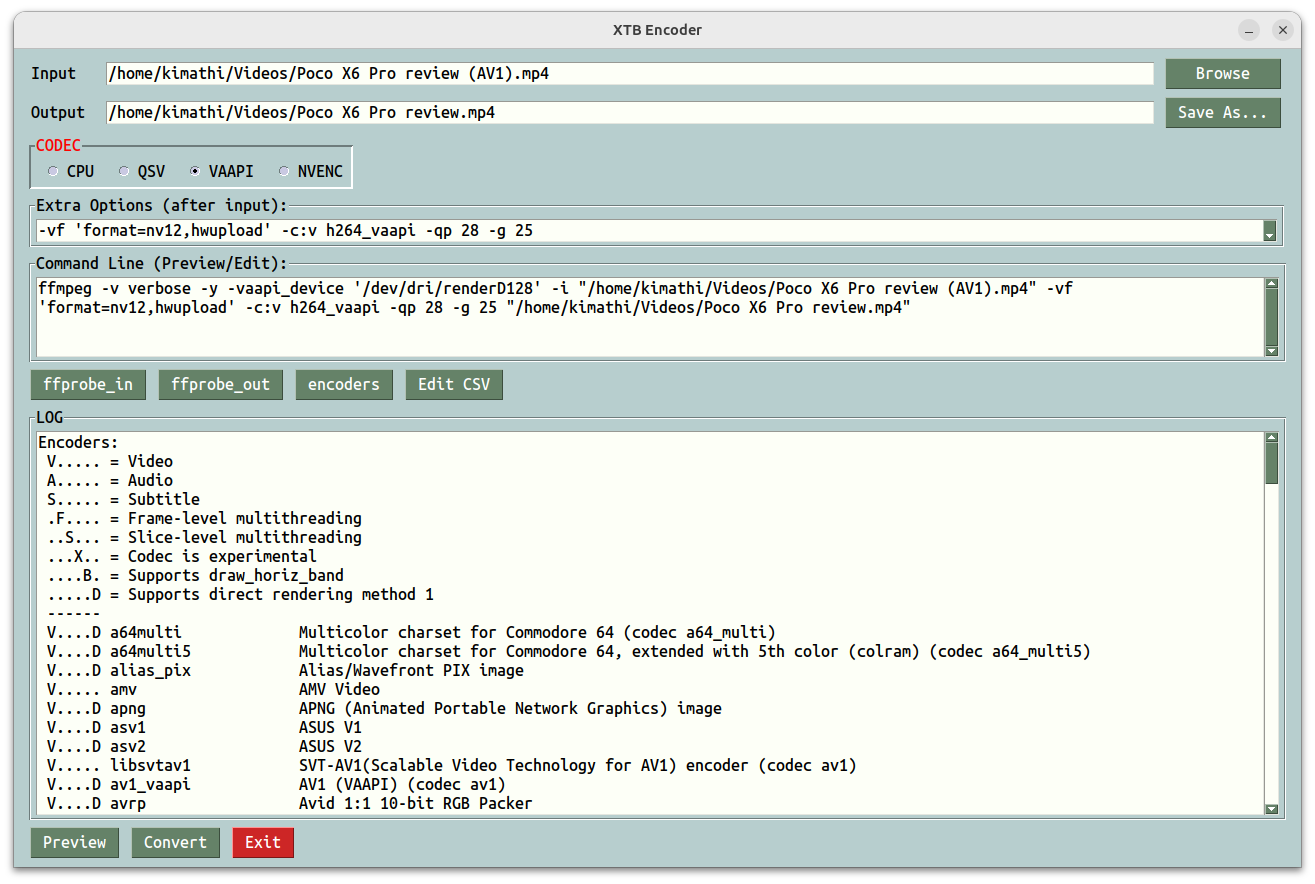 XTB Encoder
Input /home/kimathi/Videos/Poco X6 Pro review (AV1).mp4 Browse
Output /home/kimathi/Videos/Poco X6 Pro review.mp4 Save As...
CODEC
CPU QSV VAAPI NVENC
Extra Options (after input):
-vf 'format=nv12,hwupload' -c:v h264_vaapi -qp 28 -g 25
Command Line (Preview/Edit):
ffmpeg -v verbose -y -vaapi_device '/dev/dri/renderD128' -i "/home/kimathi/Videos/Poco X6 Pro review (AV1).mp4" -vf
'format=nv12,hwupload' -c:v h264_vaapi -qp 28 -g 25 "/home/kimathi/Videos/Poco X6 Pro review.mp4"
ffprobe_in ffprobe_out encoders Edit CSV
LOG
Encoders:
V..... = Video
A..... = Audio
S..... = Subtitle
.F.... = Frame-level multithreading
..S... = Slice-level multithreading
...X.. = Codec is experimental
....B. = Supports draw_horiz_band
.....D = Supports direct rendering method 1
------
V....D a64multi Multicolor charset for Commodore 64 (codec a64_multi)
V....D a64multi5 Multicolor charset for Commodore 64, extended with 5th color (colram) (codec a64_multi5)
V....D alias_pix Alias/Wavefront PIX image
V..... amv AMV Video
V....D apng APNG (Animated Portable Network Graphics) image
V....D asv1 ASUS V1
V....D asv2 ASUS V2
V..... libsvtav1 SVT-AV1(Scalable Video Technology for AV1) encoder (codec av1)
V....D av1_vaapi AV1 (VAAPI) (codec av1)
V....D avrp Avid 1:1 10-bit RGB Packer
Preview Convert Exit